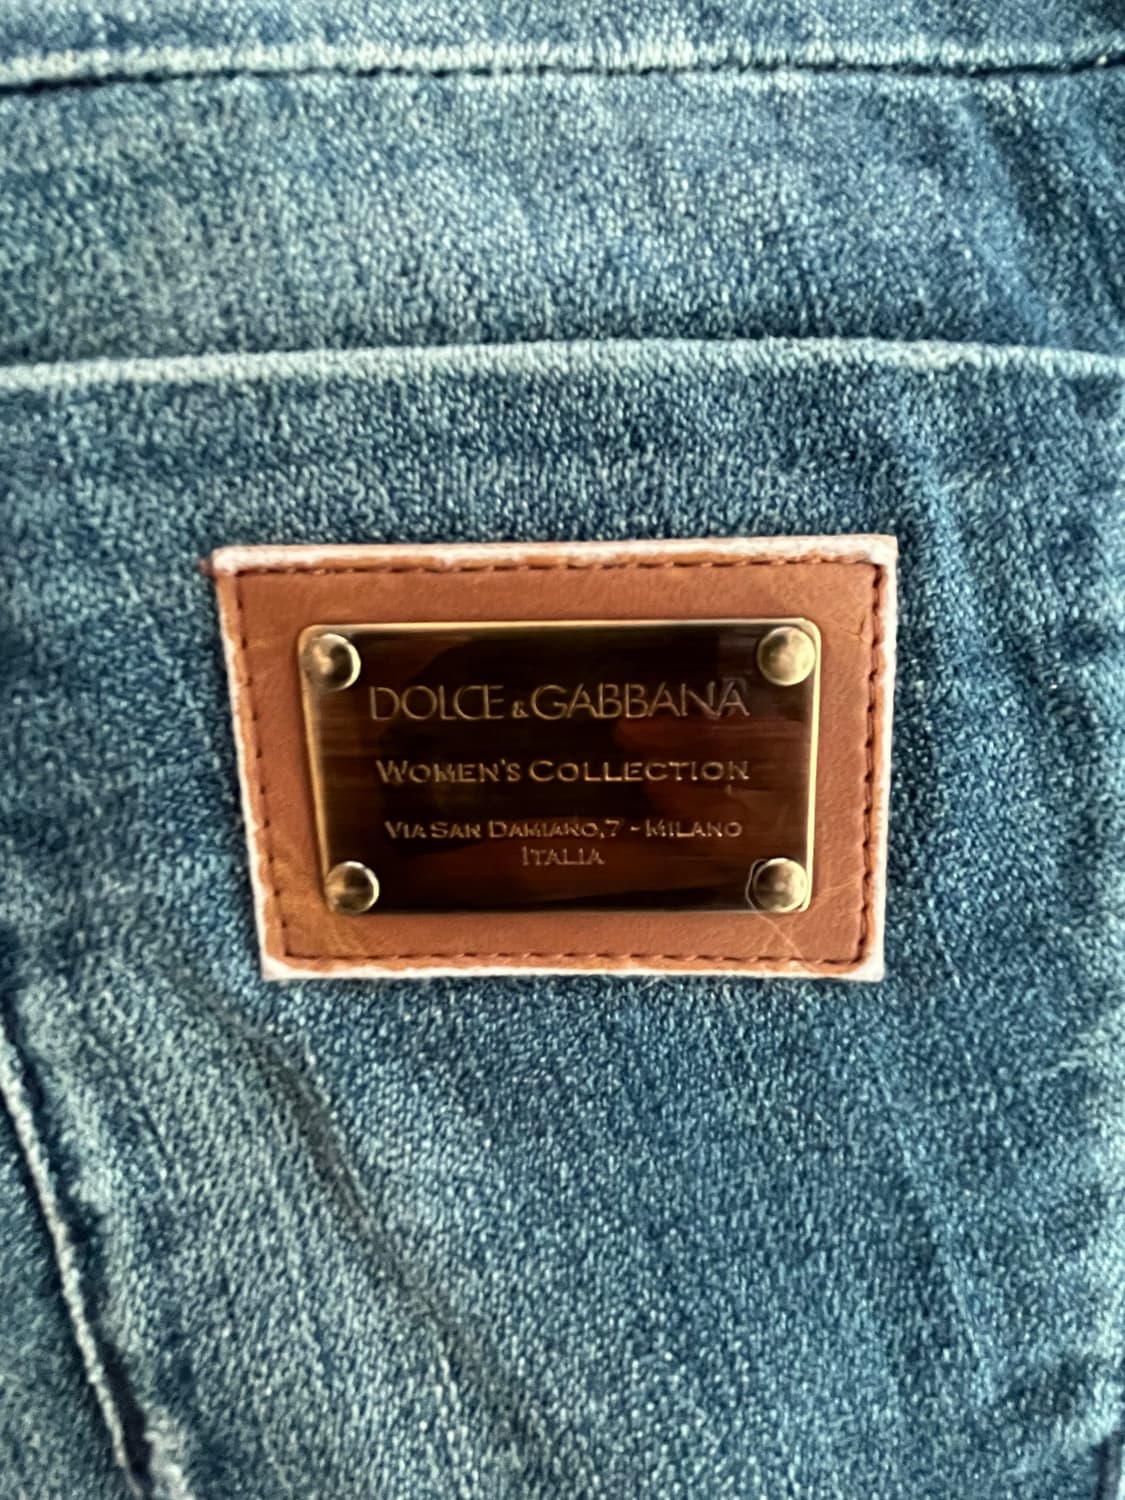 DOLCE & GABBANA
WOMEN'S COLLECTION
VIA SAN DAMIANO, 7 - MILANO
ITALIA